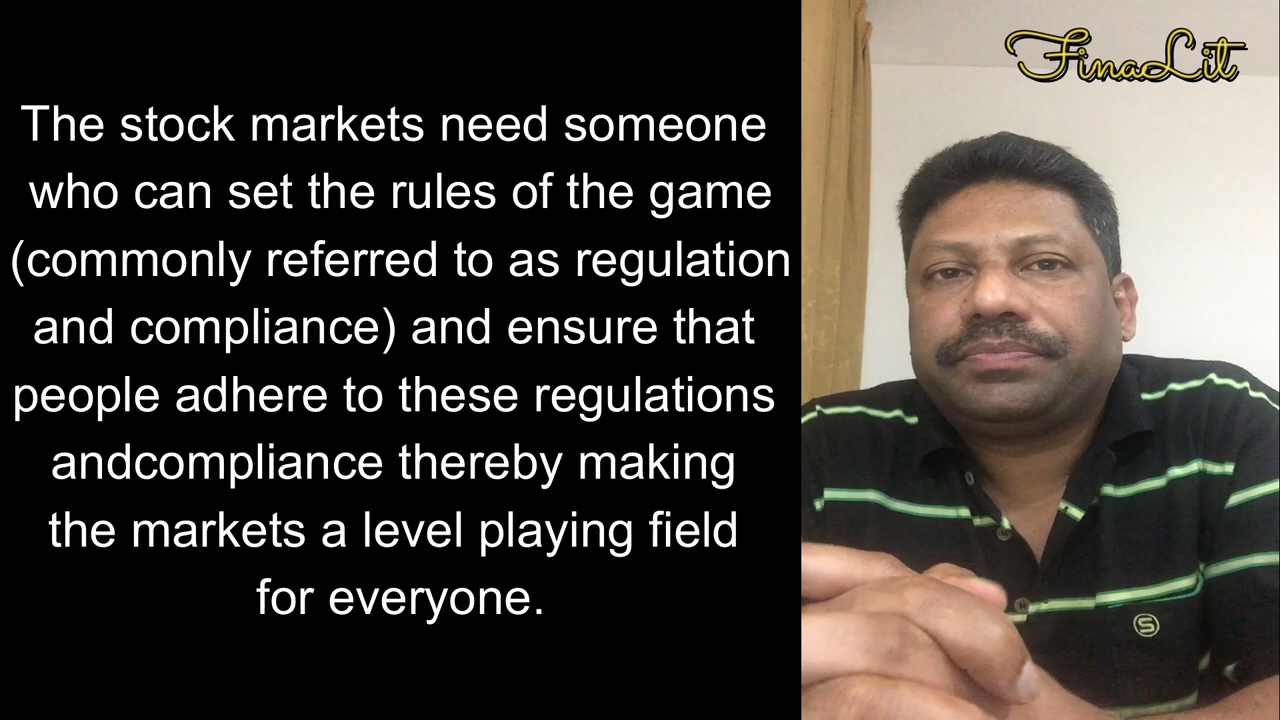 The stock markets need someone
who can set the rules of the game
(commonly referred to as regulation
and compliance) and ensure that
people adhere to these regulations
andcompliance thereby making
the markets a level playing field
for everyone.
FinaLit
S